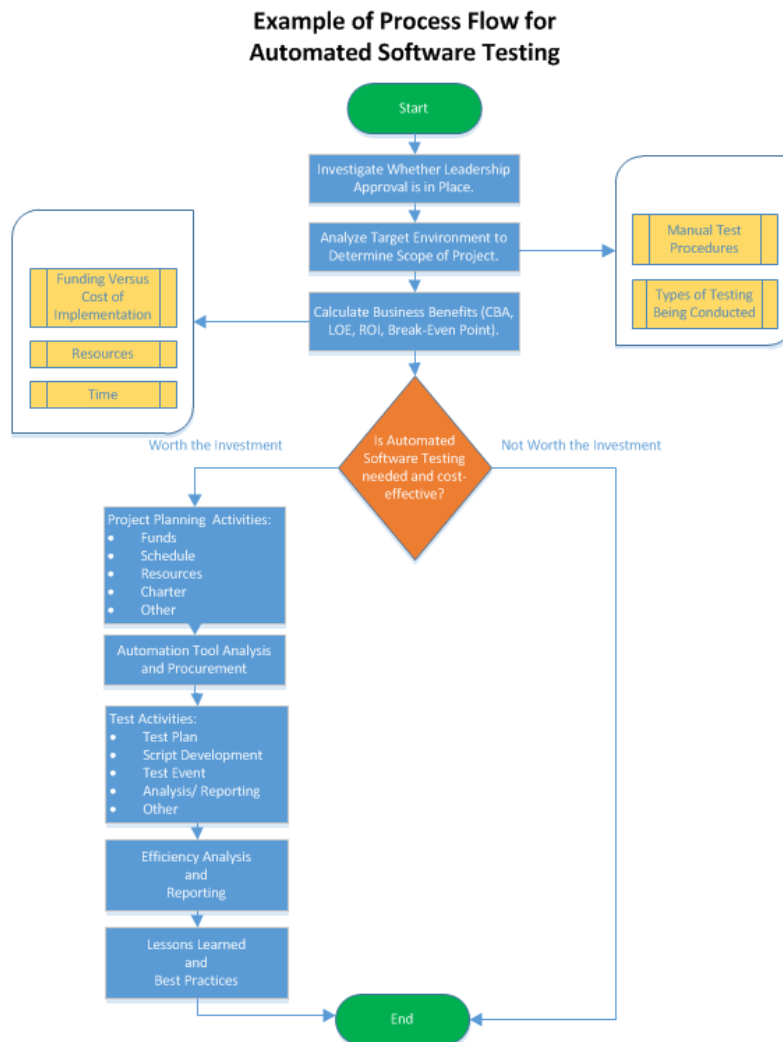 Example of Process Flow for
Automated Software Testing
Start
Investigate Whether Leadership
Approval is in Place.
Analyze Target Environment to
Determine Scope of Project.
Manual Test
Procedures
Types of Testing
Being Conducted
Calculate Business Benefits (CBA,
LOE, ROI, Break-Even Point).
Funding Versus
Cost of
Implementation
Resources
Time
Is Automated
Software Testing
needed and cost-
effective?
Worth the Investment
Not Worth the Investment
Project Planning Activities:
• Funds
• Schedule
• Resources
• Charter
• Other
Automation Tool Analysis
and Procurement
Test Activities:
• Test Plan
• Script Development
• Test Event
• Analysis/ Reporting
• Other
Efficiency Analysis
and
Reporting
Lessons Learned
and
Best Practices
End